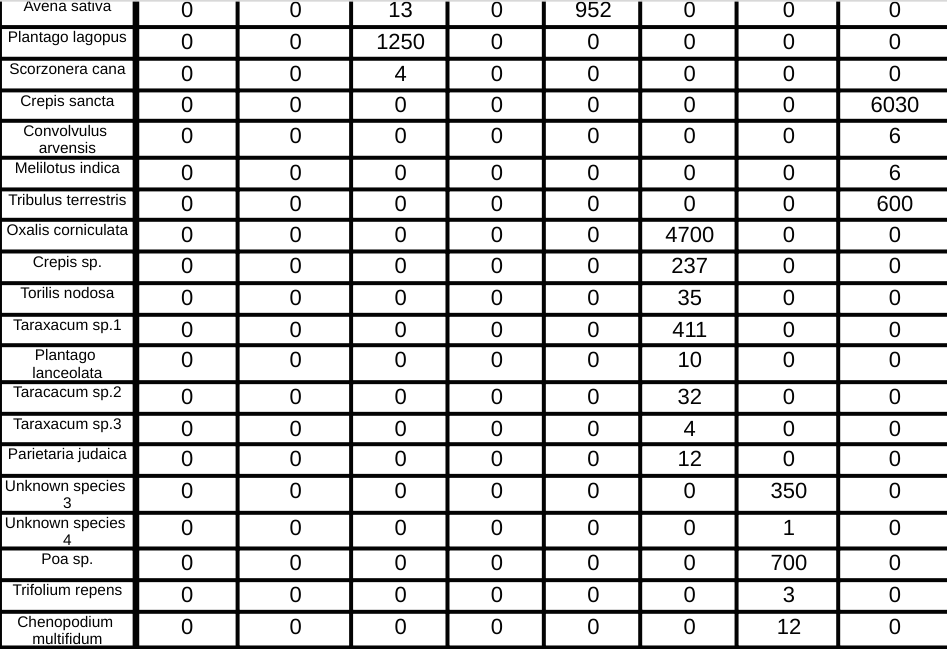 Avena sativa 0 0 13 0 952 0 0 0
Plantago lagopus 0 0 1250 0 0 0 0 0
Scorzonera cana 0 0 4 0 0 0 0 0
Crepis sancta 0 0 0 0 0 0 0 6030
Convolvulus
arvensis 0 0 0 0 0 0 0 6
Melilotus indica 0 0 0 0 0 0 0 6
Tribulus terrestris 0 0 0 0 0 0 0 600
Oxalis corniculata 0 0 0 0 0 4700 0 0
Crepis sp. 0 0 0 0 0 237 0 0
Torilis nodosa 0 0 0 0 0 35 0 0
Taraxacum sp.1 0 0 0 0 0 411 0 0
Plantago
lanceolata 0 0 0 0 0 10 0 0
Taracacum sp.2 0 0 0 0 0 32 0 0
Taraxacum sp.3 0 0 0 0 0 4 0 0
Parietaria judaica 0 0 0 0 0 12 0 0
Unknown species
3 0 0 0 0 0 0 350 0
Unknown species
4 0 0 0 0 0 0 1 0
Poa sp. 0 0 0 0 0 0 700 0
Trifolium repens 0 0 0 0 0 0 3 0
Chenopodium
multifidum 0 0 0 0 0 0 12 0